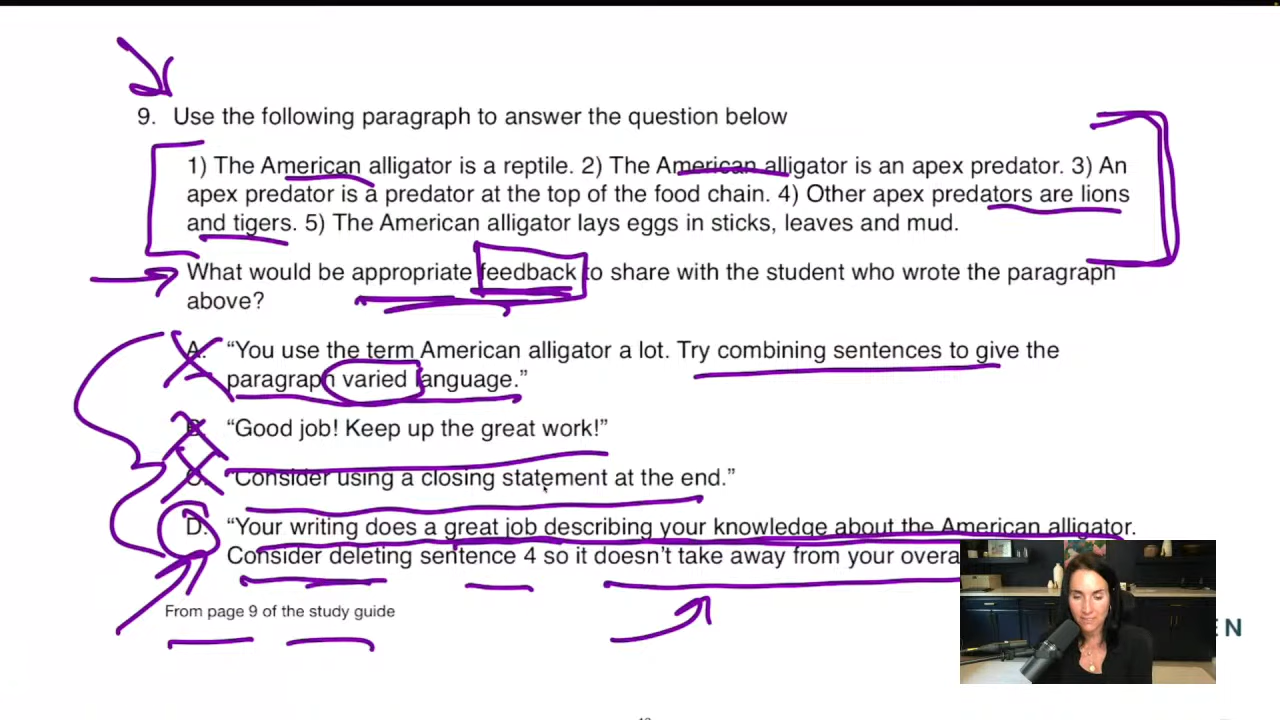 9. Use the following paragraph to answer the question below
1) The American alligator is a reptile. 2) The American alligator is an apex predator. 3) An
apex predator is a predator at the top of the food chain. 4) Other apex predators are lions
and tigers. 5) The American alligator lays eggs in sticks, leaves and mud.
What would be appropriate feedback to share with the student who wrote the paragraph
above?
A. “You use the term American alligator a lot. Try combining sentences to give the
paragraph varied language.”
“Good job! Keep up the great work!”
“Consider using a closing statement at the end.”
D. “Your writing does a great job describing your knowledge about the American alligator.
Consider deleting sentence 4 so it doesn’t take away from your overa
From page 9 of the study guide
EN